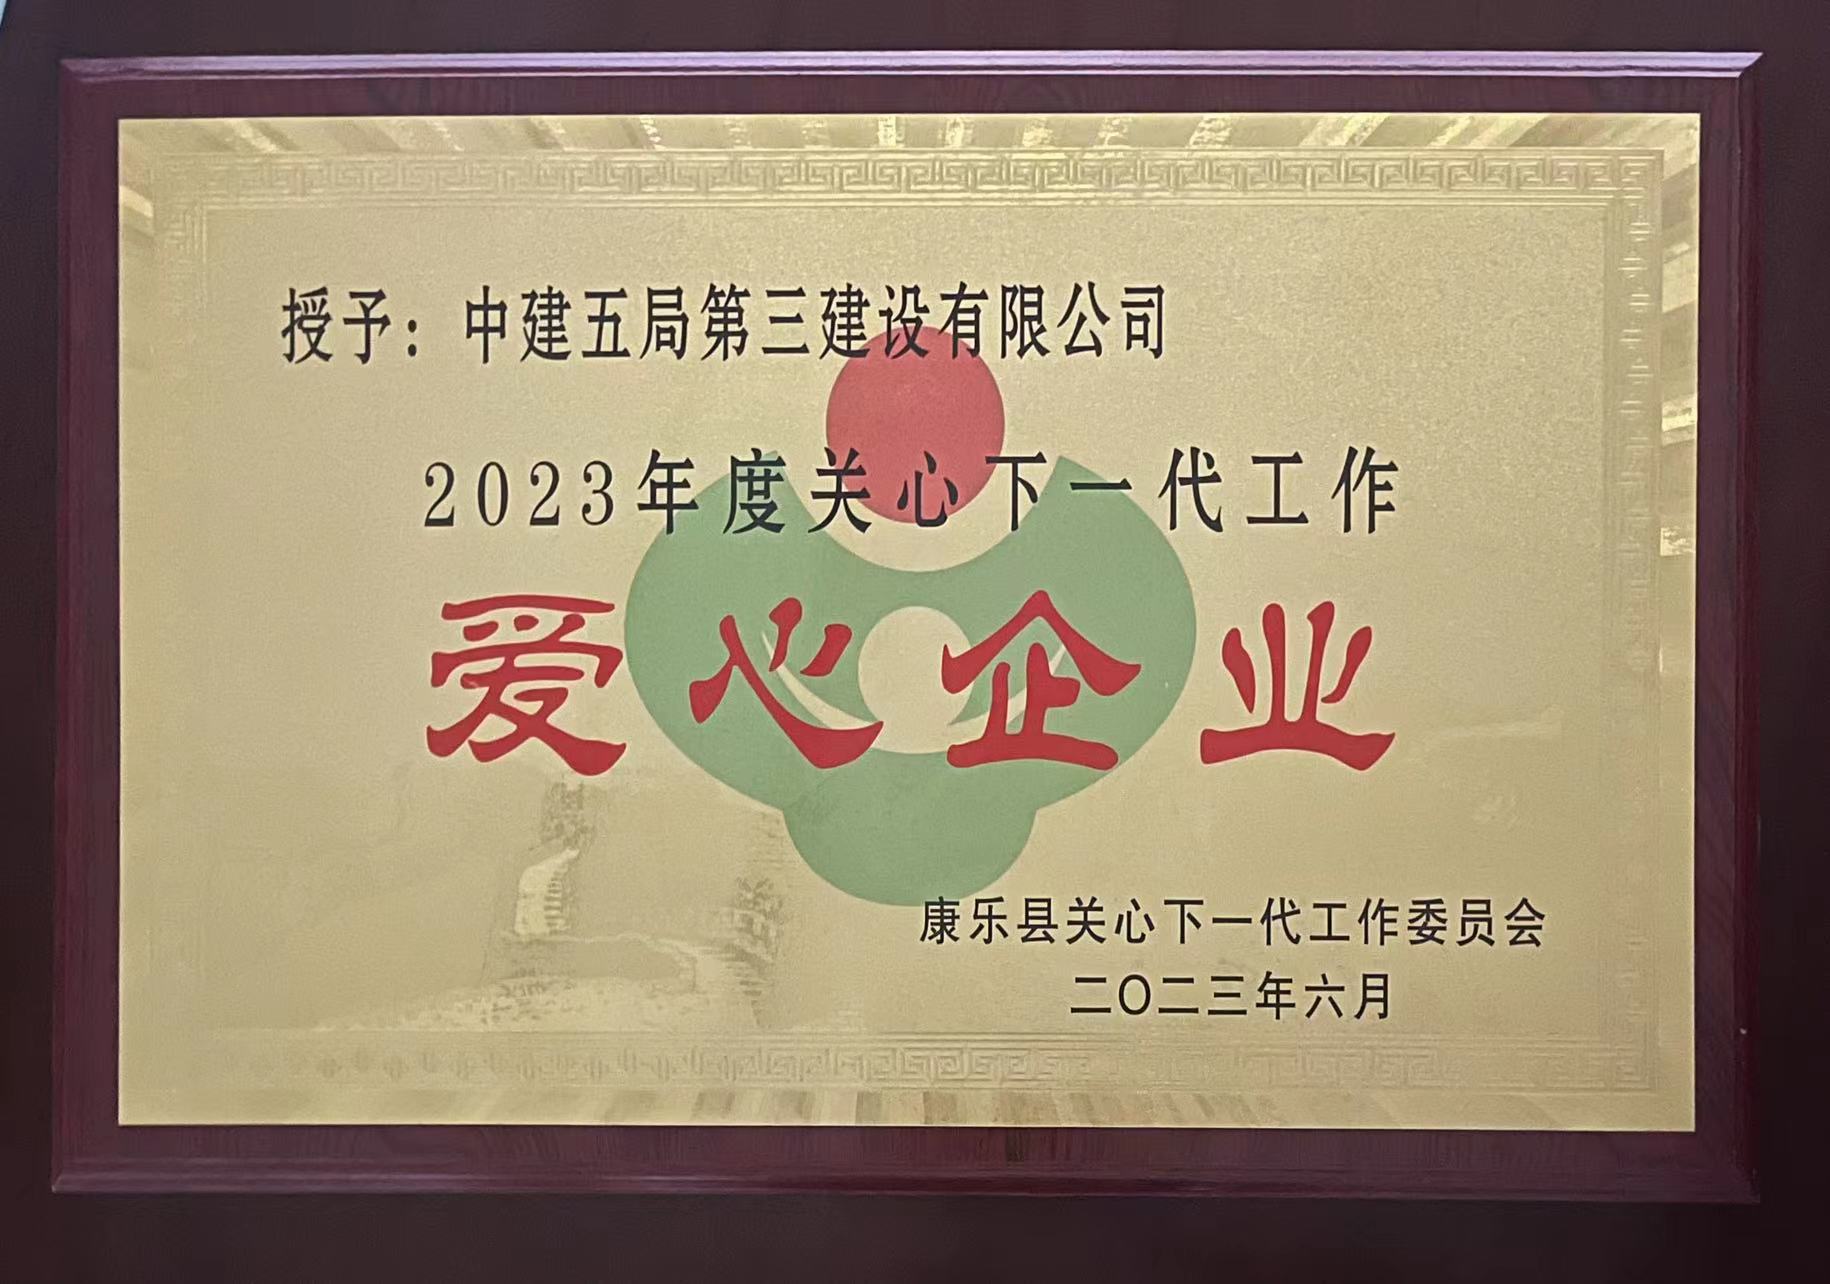 授予：中建五局第三建设有限公司
2023年度关心下一代工作
爱心企业
康乐县关心下一代工作委员会
二〇二三年六月